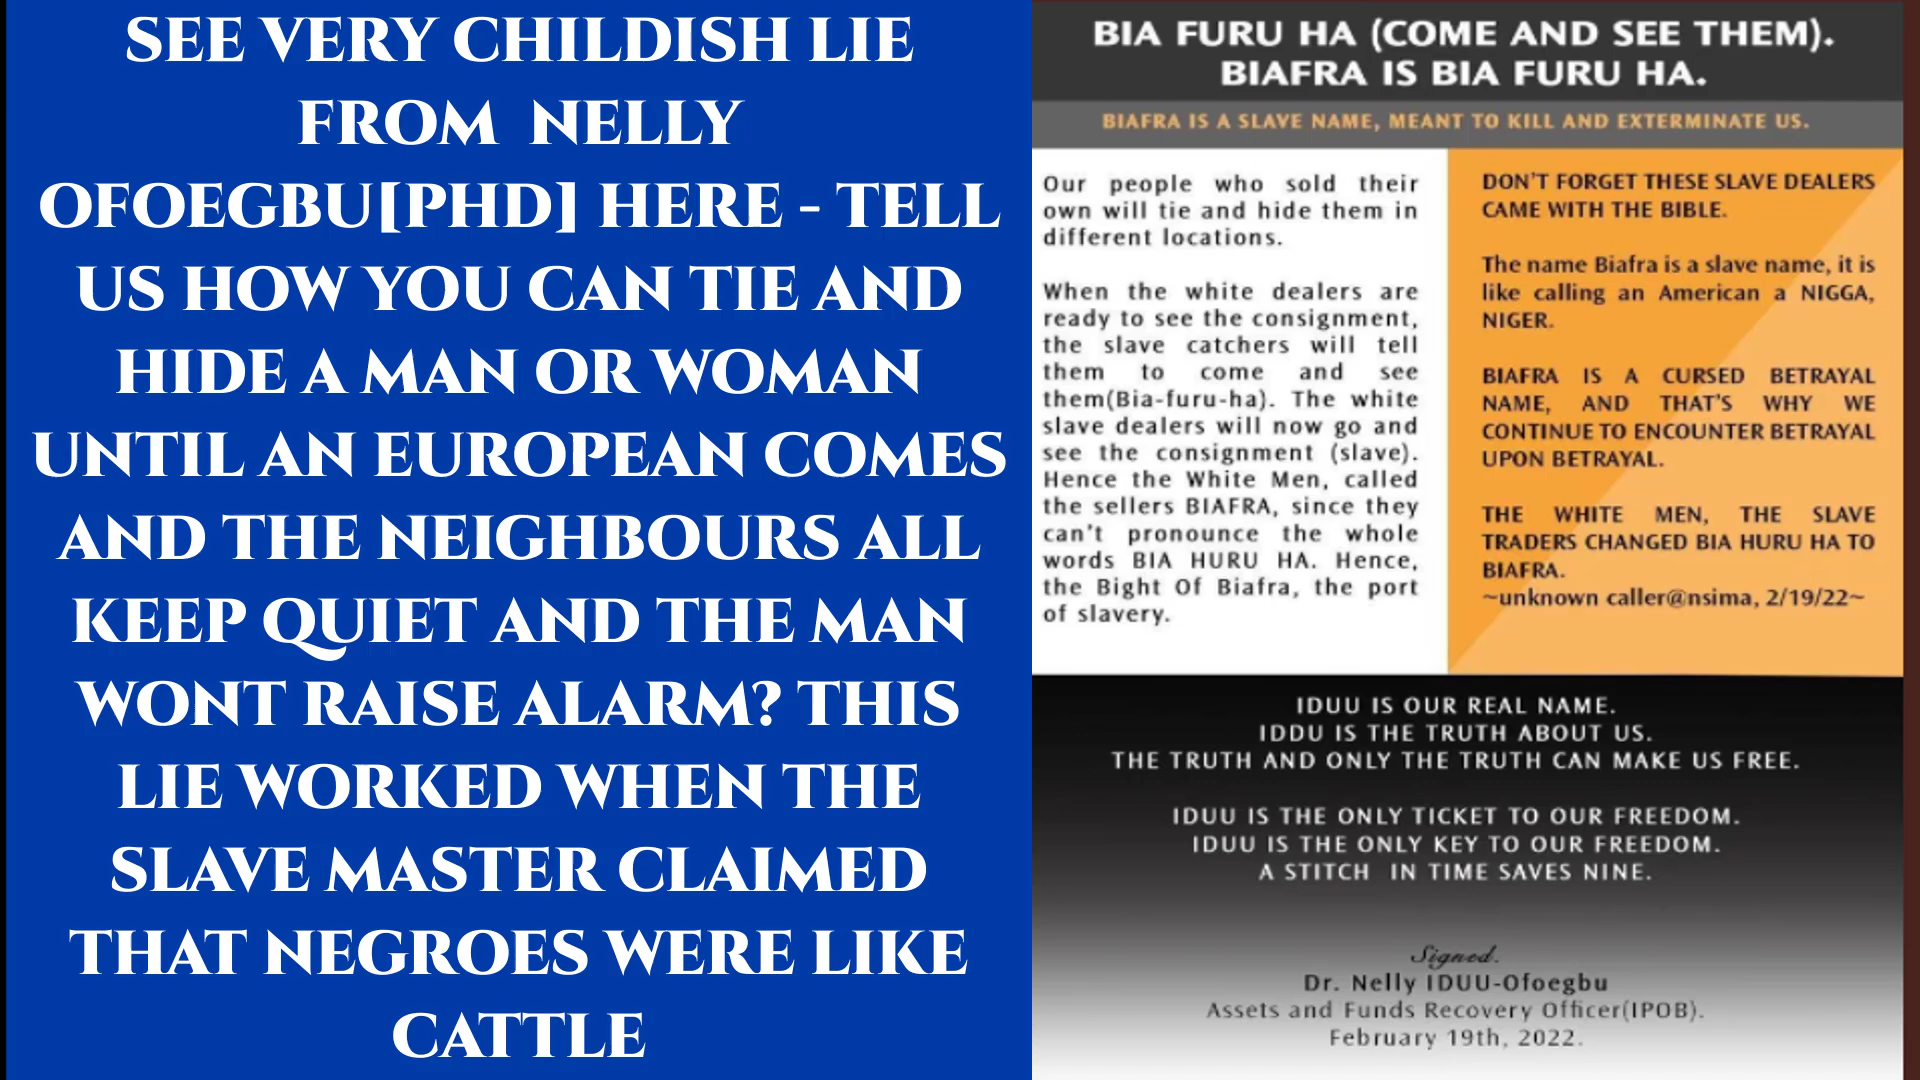 SEE VERY CHILDISH LIE
FROM NELLY
OFOEGBU[PHD] HERE - TELL
US HOW YOU CAN TIE AND
HIDE A MAN OR WOMAN
UNTIL AN EUROPEAN COMES
AND THE NEIGHBOURS ALL
KEEP QUIET AND THE MAN
WONT RAISE ALARM? THIS
LIE WORKED WHEN THE
SLAVE MASTER CLAIMED
THAT NEGROES WERE LIKE
CATTLE
BIA FURU HA (COME AND SEE THEM).
BIAFRA IS BIA FURU HA.
BIAFRA IS A SLAVE NAME, MEANT TO KILL AND EXTERMINATE US.
Our people who sold their
own will tie and hide them in
different locations.
When the white dealers are
ready to see the consignment,
the slave catchers will tell
them to come and see
them(Bia-furu-ha). The white
slave dealers will now go and
see the consignment (slave).
Hence the White Men, called
the sellers BIAFRA, since they
can't pronounce the whole
words BIA HURU HA. Hence,
the Bight Of Biafra, the port
of slavery.
DON'T FORGET THESE SLAVE DEALERS
CAME WITH THE BIBLE.
The name Biafra is a slave name, it is
like calling an American a NIGGA,
NIGER.
BIAFRA IS A CURSED BETRAYAL
NAME, AND THAT'S WHY WE
CONTINUE TO ENCOUNTER BETRAYAL
UPON BETRAYAL.
THE WHITE MEN, THE SLAVE
TRADERS CHANGED BIA HURU HA TO
BIAFRA.
~unknown caller@nsima, 2/19/22~
IDUU IS OUR REAL NAME.
IDDU IS THE TRUTH ABOUT US.
THE TRUTH AND ONLY THE TRUTH CAN MAKE US FREE.
IDUU IS THE ONLY TICKET TO OUR FREEDOM.
IDUU IS THE ONLY KEY TO OUR FREEDOM.
A STITCH IN TIME SAVES NINE.
Signed.
Dr. Nelly IDUU-Ofoegbu
Assets and Funds Recovery Officer(IPOB).
February 19th, 2022.